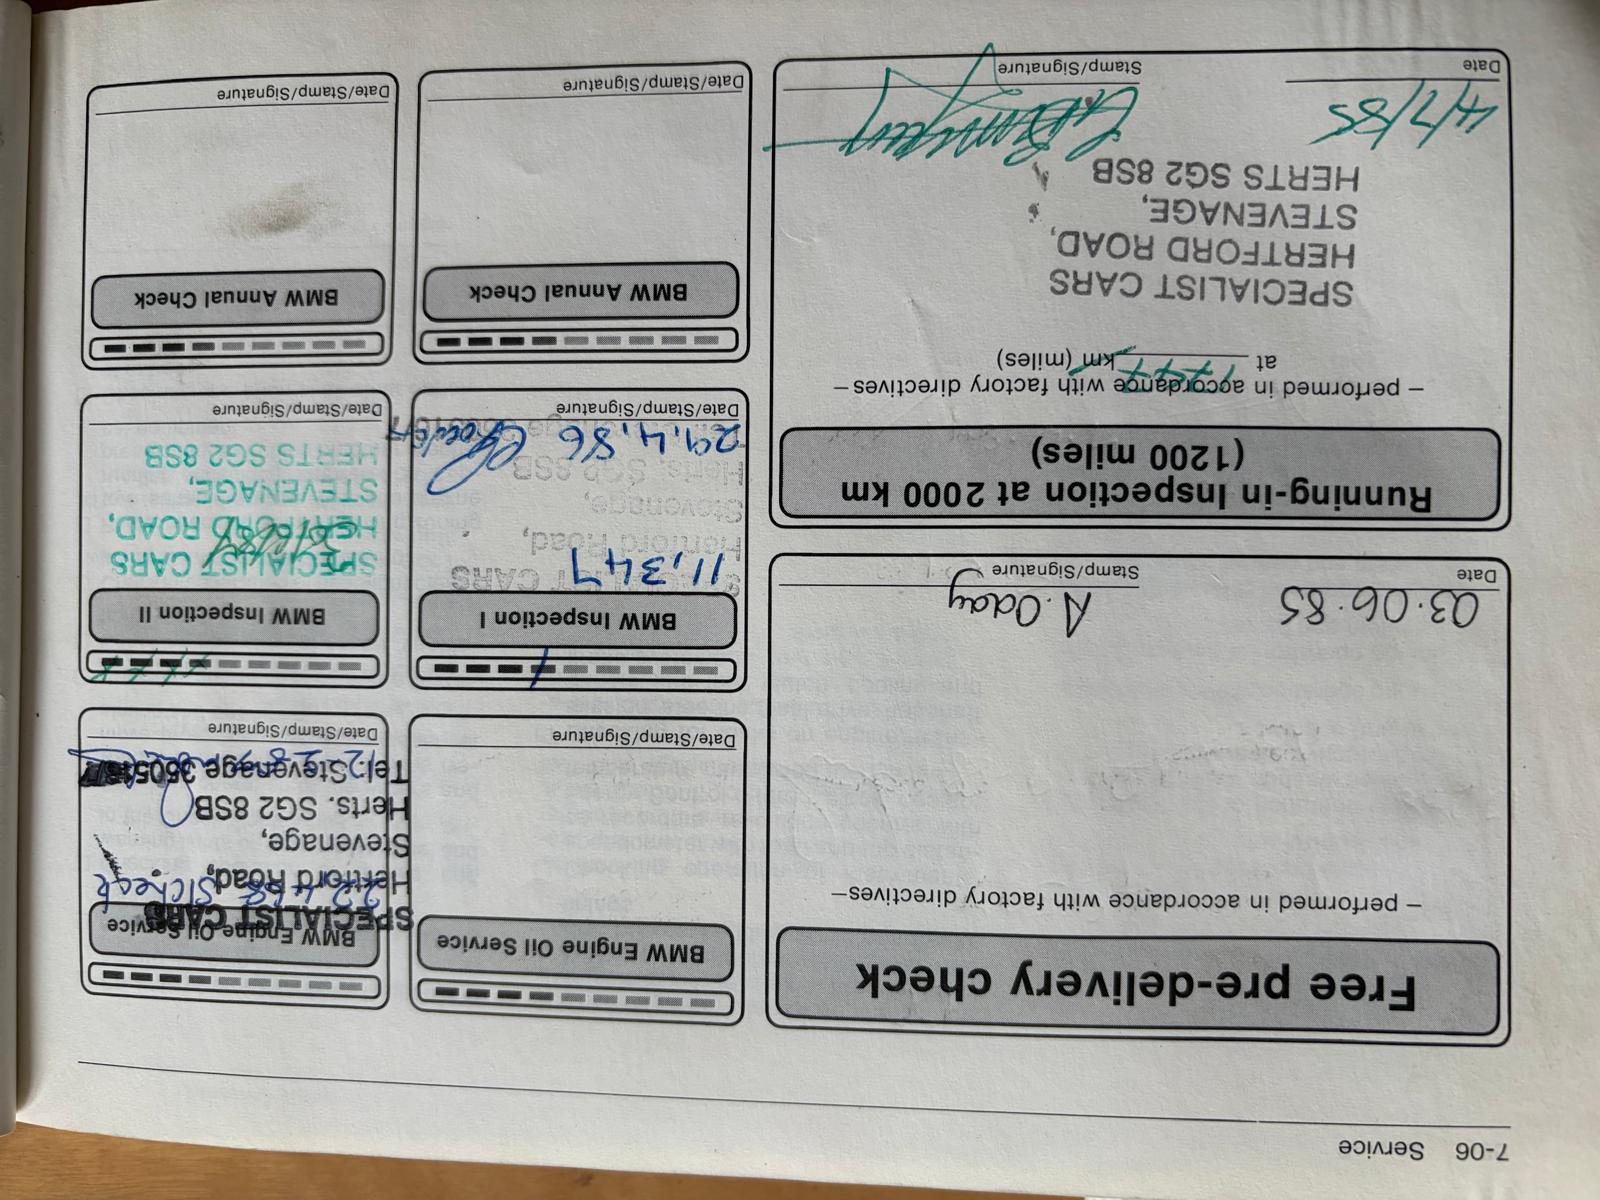 7-06 Service
Free pre-delivery check
– performed in accordance with factory directives–
03.06.85 A. Oday
Date Stamp/Signature
Running-in Inspection at 2000 km
(1200 miles)
– performed in accordance with factory directives –
at km (miles)
SPECIALIST CARS
HERTFORD ROAD,
STEVENAGE,
HERTS SG2 8SB
4/7/85
Date Stamp/Signature
BMW Engine Oil Service
Date/Stamp/Signature
BMW Inspection I
11,347
SPECIALIST CARS
Hertford Road,
Stevenage,
Herts. SG2 8SB
29.4.86
Date/Stamp/Signature
BMW Annual Check
Date/Stamp/Signature
BMW Engine Oil Service
SPECIALIST CARS
Hertford Road,
Stevenage,
Herts. SG2 8SB
Tel: Stevenage
Date/Stamp/Signature
BMW Inspection II
SPECIALIST CARS
HERTFORD ROAD,
STEVENAGE,
HERTS SG2 8SB
Date/Stamp/Signature
BMW Annual Check
Date/Stamp/Signature